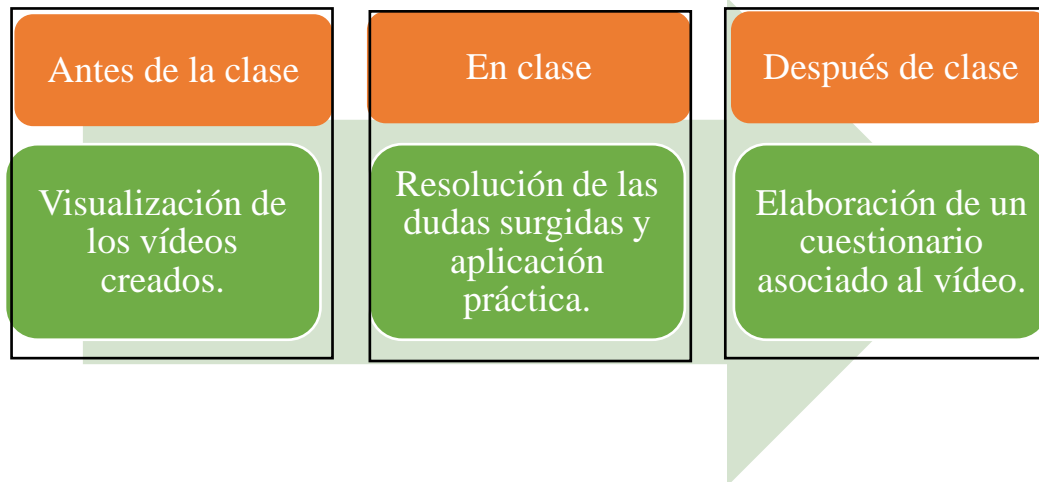 Antes de la clase
Visualización de
los vídeos
creados.
En clase
Resolución de las
dudas surgidas y
aplicación
práctica.
Después de clase
Elaboración de un
cuestionario
asociado al vídeo.